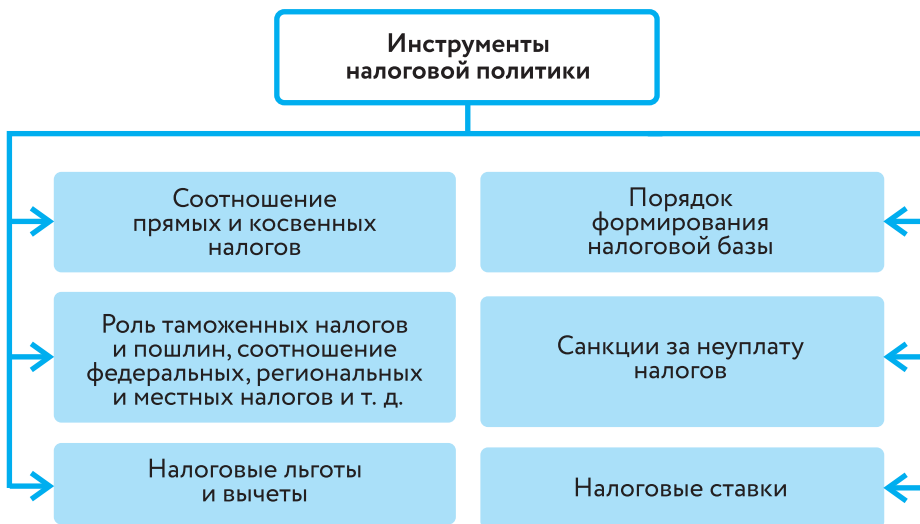 Инструменты
налоговой политики
Соотношение
прямых и косвенных
налогов
Порядок
формирования
налоговой базы
Роль таможенных налогов
и пошлин, соотношение
федеральных, региональных
и местных налогов и т. д.
Санкции за неуплату
налогов
Налоговые льготы
и вычеты
Налоговые ставки